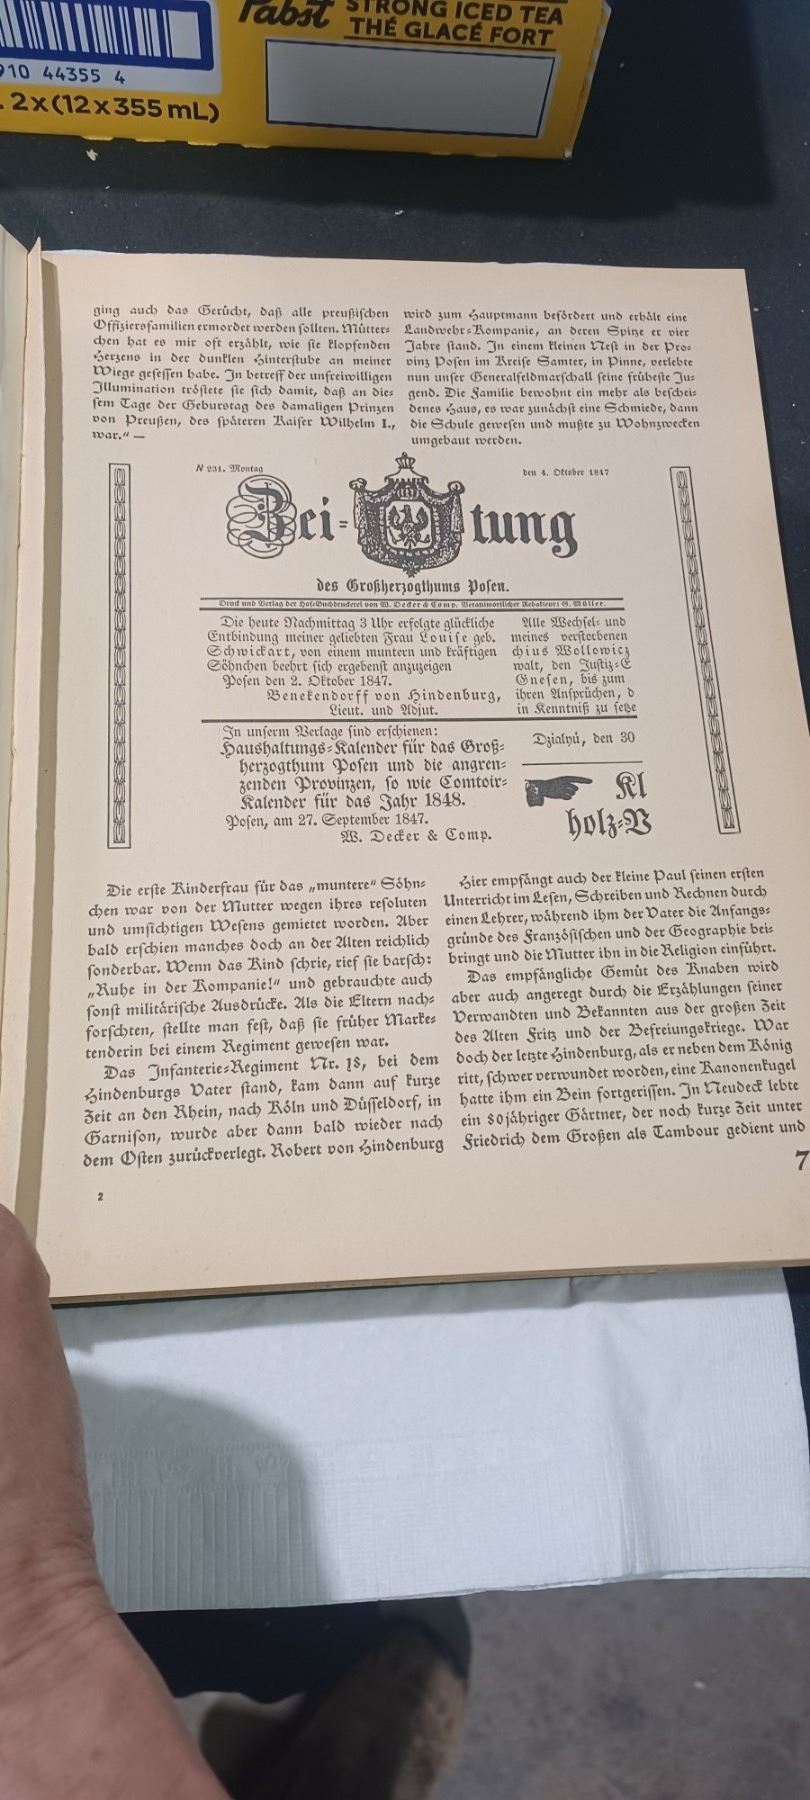 Pabst
STRONG ICED TEA
THÉ GLACÉ FORT
910 44355 4
2x(12x355 mL)
ging auch das Gerücht, daß alle preußischen
Offiziersfamilien ermordet werden sollten. Mütter-
chen hat es mir oft erzählt, wie sie klopfenden
Herzens in der dunklen Hinterstube an meiner
Wiege gesessen habe. In betreff der unfreiwilligen
Illumination tröstete sie sich damit, daß an die-
sem Tage der Geburstag des damaligen Prinzen
von Preußen, des späteren Kaiser Wilhelm I.,
war.“ —
wird zum Hauptmann befördert und erhält eine
Landwehr-Kompanie, an deren Spitze er vier
Jahre stand. In einem kleinen Nest in der Pro-
vinz Posen im Kreise Samter, in Pinne, verlebte
nun unser Generalfeldmarschall seine früheste Ju-
gend. Die Familie bewohnt ein mehr als beschei-
denes Haus, es war zunächst eine Schmiede, dann
die Schule gewesen und mußte zu Wohnzwecken
umgebaut werden.
N 231. Montag
den 4. Oktober 1847
Zei-tung
des Großherzogthums Posen.
Druck und Verlag der Hof-Buchdruckerei von W. Decker & Comp. Verantwortlicher Redakteur: G. Müller.
Die heute Nachmittag 3 Uhr erfolgte glückliche
Entbindung meiner geliebten Frau Louise geb.
Schwickart, von einem muntern und kräftigen
Söhnchen beehrt sich ergebenst anzuzeigen
Posen den 2. Oktober 1847.
Benekendorff von Hindenburg,
Lieut. und Adjut.
In unserm Verlage sind erschienen:
Haushaltungs-Kalender für das Groß-
herzogthum Posen und die angren-
zenden Provinzen, so wie Comtoir-
Kalender für das Jahr 1848.
Posen, am 27. September 1847.
W. Decker & Comp.
Alle Wechsel- und
meines verstorbenen
chius Wollowicz
walt, den Justiz-C
Gnesen, bis zum
ihren Ansprüchen, d
in Kenntniß zu setze
Dzialyń, den 30
Kl
holz-V
Die erste Kinderfrau für das „muntere“ Söhn-
chen war von der Mutter wegen ihres resoluten
und umsichtigen Wesens gemietet worden. Aber
bald erschien manches doch an der Alten reichlich
sonderbar. Wenn das Kind schrie, rief sie barsch:
„Ruhe in der Kompanie!“ und gebrauchte auch
sonst militärische Ausdrücke. Als die Eltern nach-
forschten, stellte man fest, daß sie früher Marke-
tenderin bei einem Regiment gewesen war.
Das Infanterie-Regiment Nr. 18, bei dem
Hindenburgs Vater stand, kam dann auf kurze
Zeit an den Rhein, nach Köln und Düsseldorf, in
Garnison, wurde aber dann bald wieder nach
dem Osten zurückverlegt. Robert von Hindenburg
Hier empfängt auch der kleine Paul seinen ersten
Unterricht im Lesen, Schreiben und Rechnen durch
einen Lehrer, während ihm der Vater die Anfangs-
gründe des Französischen und der Geographie bei-
bringt und die Mutter ihn in die Religion einführt.
Das empfängliche Gemüt des Knaben wird
aber auch angeregt durch die Erzählungen seiner
Verwandten und Bekannten aus der großen Zeit
des Alten Fritz und der Befreiungskriege. War
doch der letzte Hindenburg, als er neben dem König
ritt, schwer verwundet worden, eine Kanonenkugel
hatte ihm ein Bein fortgerissen. In Neudeck lebte
ein 80jähriger Gärtner, der noch kurze Zeit unter
Friedrich dem Großen als Tambour gedient und
7
2